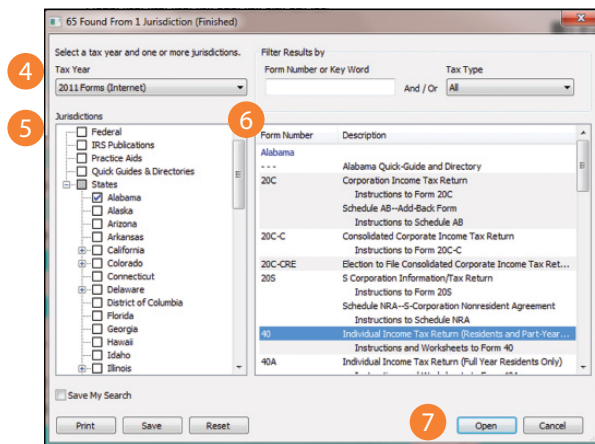 65 Found From 1 Jurisdiction (Finished)
Select a tax year and one or more jurisdictions.
Filter Results by
4
Tax Year
Form Number or Key Word
Tax Type
2011 Forms (Internet)
And / Or
All
5
Jurisdictions
6
Federal
IRS Publications
Practice Aids
Quick Guides & Directories
States
Alabama
Alaska
Arizona
Arkansas
California
Colorado
Connecticut
Delaware
District of Columbia
Florida
Georgia
Hawaii
Idaho
Illinois
Form Number Description
Alabama
- - - Alabama Quick-Guide and Directory
20C Corporation Income Tax Return
Instructions to Form 20C
Schedule AB--Add-Back Form
Instructions to Schedule AB
20C-C Consolidated Corporate Income Tax Return
Instructions to Form 20C-C
20C-CRE Election to File Consolidated Corporate Income Tax Ret...
20S S Corporation Information/Tax Return
Instructions to Form 20S
Schedule NRA--S-Corporation Nonresident Agreement
Instructions to Schedule NRA
40 Individual Income Tax Return (Residents and Part-Year...
Instructions and Worksheets to Form 40
40A Individual Income Tax Return (Full Year Residents Only)
Save My Search
7
Print Save Reset Open Cancel